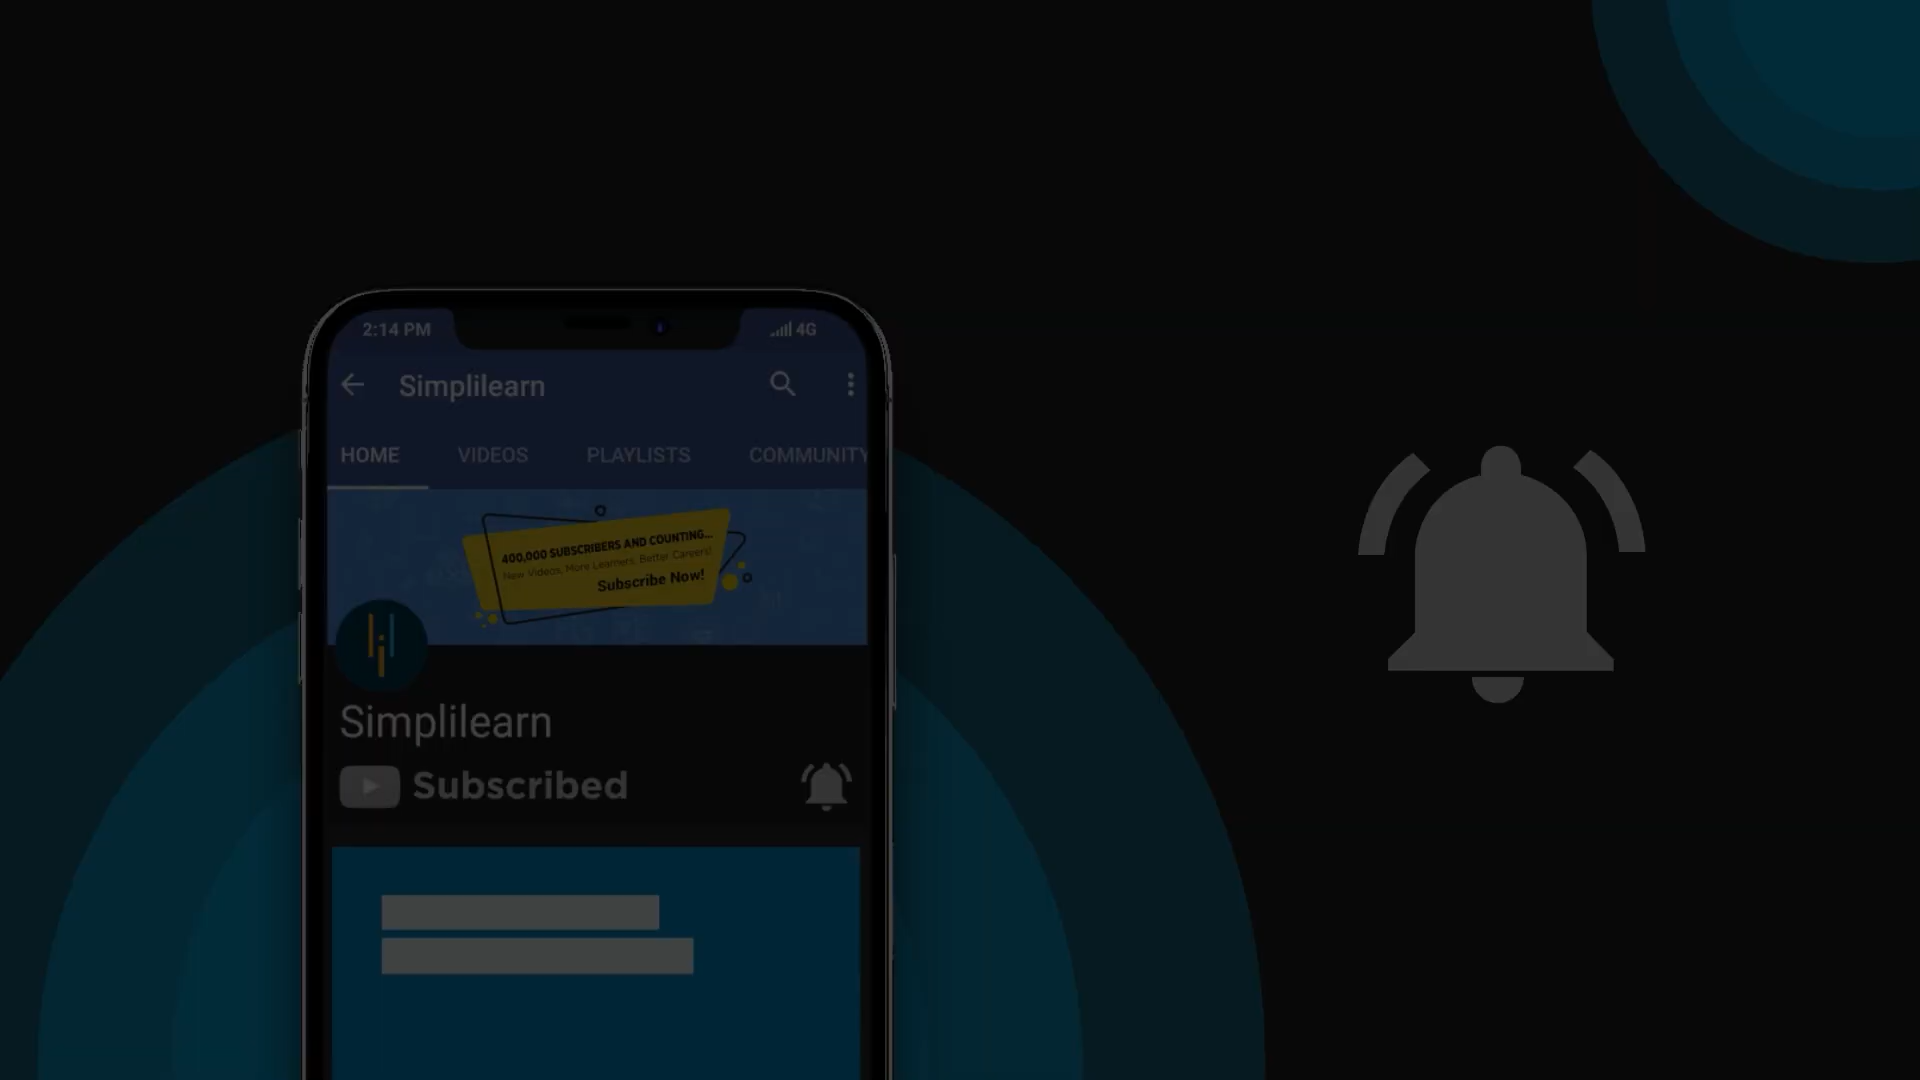 2:14 PM
4G
Simplilearn
HOME VIDEOS PLAYLISTS COMMUNITY
400,000 SUBSCRIBERS AND COUNTING...
New Videos, More Learners, Better Careers!
Subscribe Now!
Simplilearn
Subscribed